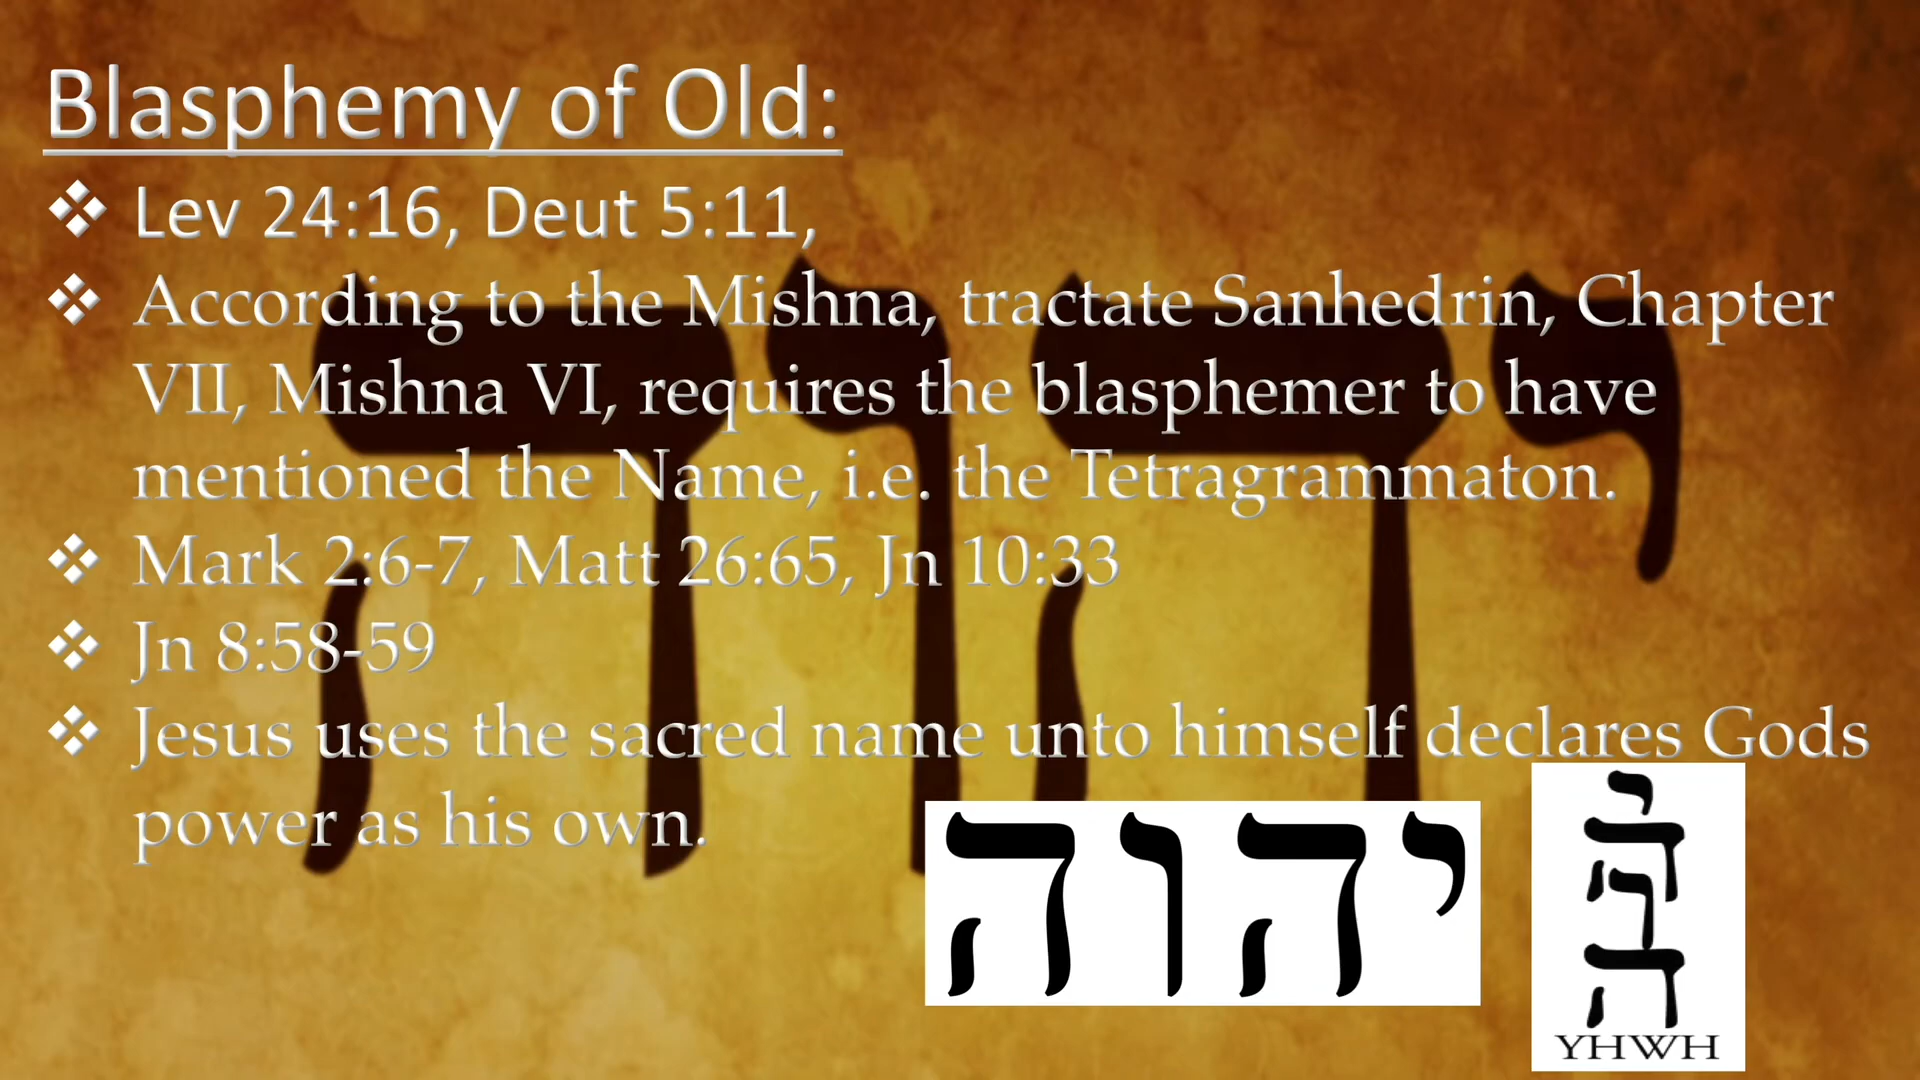 Blasphemy of Old:
❖ Lev 24:16, Deut 5:11,
❖ According to the Mishna, tractate Sanhedrin, Chapter
VII, Mishna VI, requires the blasphemer to have
mentioned the Name, i.e. the Tetragrammaton.
❖ Mark 2:6-7, Matt 26:65, Jn 10:33
❖ Jn 8:58-59
❖ Jesus uses the sacred name unto himself declares Gods
power as his own.
יהוה
יהוה
י
ה
ו
ה
YHWH